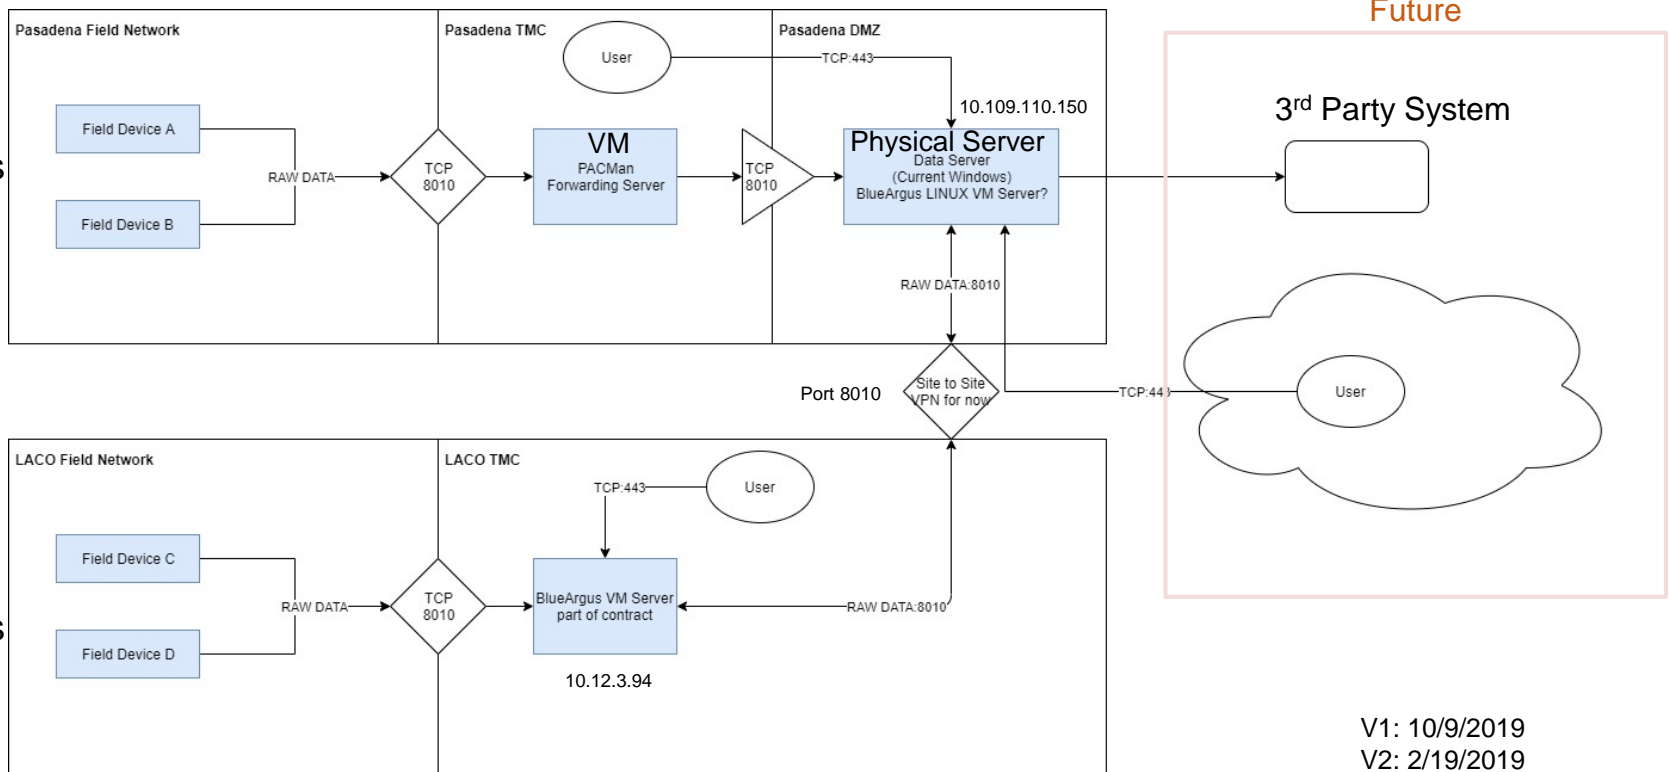 Future
Pasadena Field Network
Pasadena TMC
Pasadena DMZ
User
TCP:443
10.109.110.150
3rd Party System
Field Device A
VM
PACMan
Forwarding Server
Physical Server
Data Server
(Current Windows)
BlueArgus LINUX VM Server?
RAW DATA
TCP
8010
TCP
8010
Field Device B
RAW DATA:8010
Port 8010
Site to Site
VPN for now
TCP:443
User
LACO Field Network
LACO TMC
TCP:443
User
Field Device C
RAW DATA
TCP
8010
BlueArgus VM Server
part of contract
RAW DATA:8010
Field Device D
10.12.3.94
V1: 10/9/2019
V2: 2/19/2019